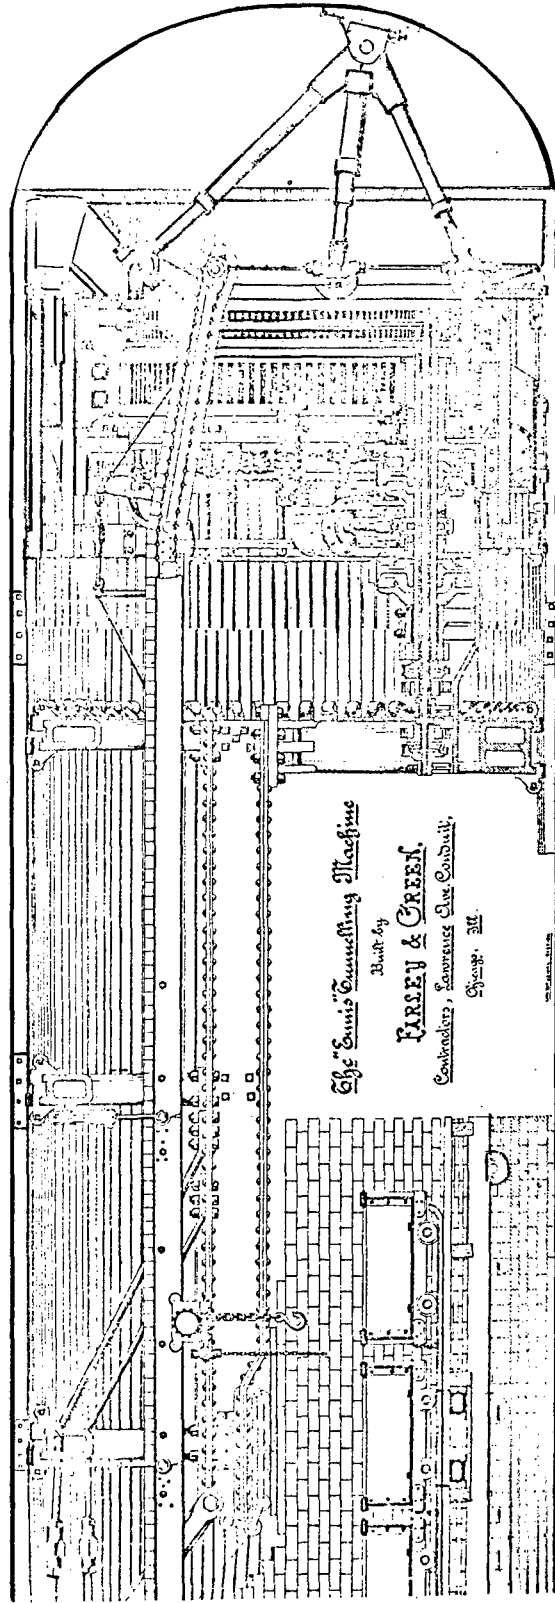 The "Ennis" Tunnelling Machine
Built by
FARLEY & GREEN,
Contractors, Lawrence Ave Conduit,
Chicago, Ill.